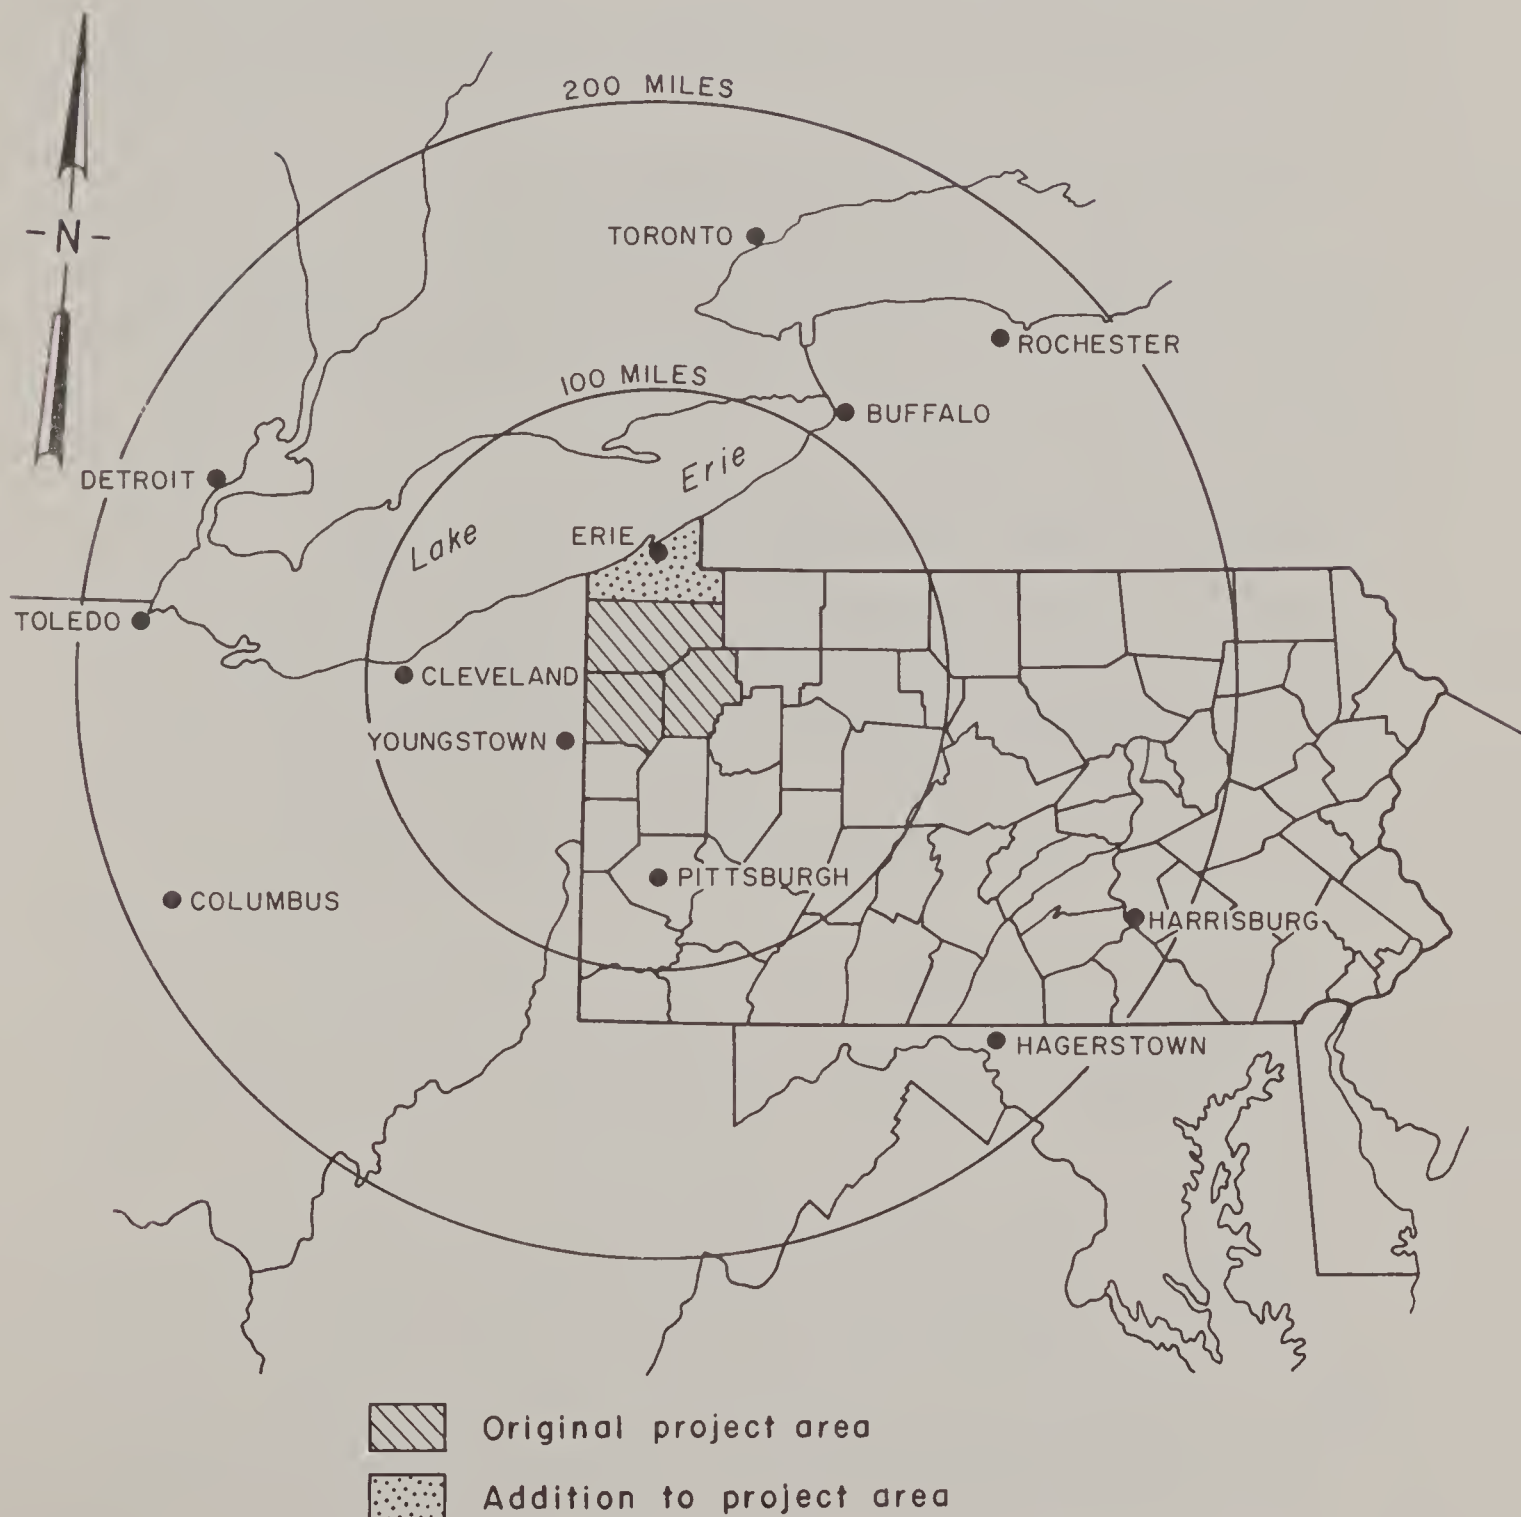 200 MILES
-N-
TORONTO
ROCHESTER
100 MILES
BUFFALO
DETROIT
Lake Erie
ERIE
TOLEDO
CLEVELAND
YOUNGSTOWN
PITTSBURGH
COLUMBUS
HARRISBURG
HAGERSTOWN
Original project area
Addition to project area